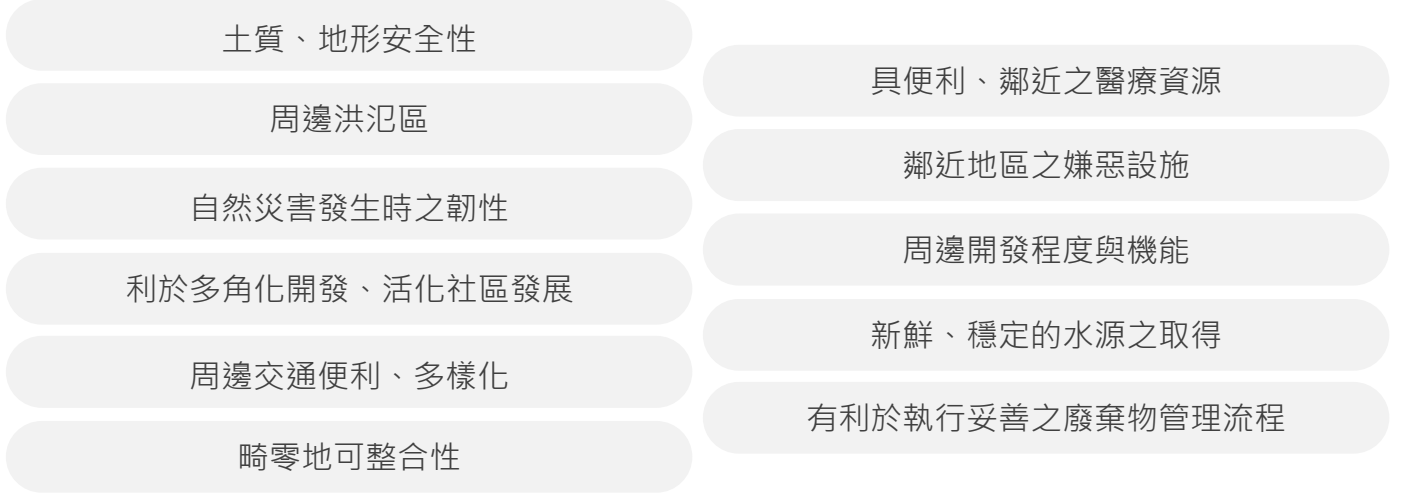 土質、地形安全性
周邊洪氾區
自然災害發生時之韌性
利於多角化開發、活化社區發展
周邊交通便利、多樣化
畸零地可整合性
具便利、鄰近之醫療資源
鄰近地區之嫌惡設施
周邊開發程度與機能
新鮮、穩定的水源之取得
有利於執行妥善之廢棄物管理流程